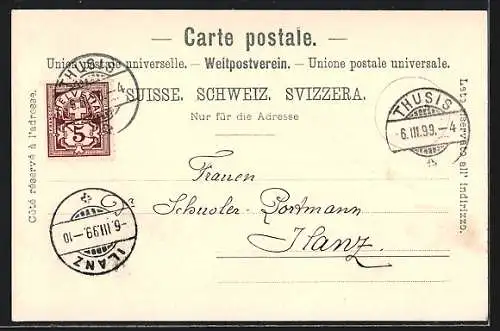 — Carte postale. —
Union postale universelle. — Weltpostverein. — Unione postale universale.
SUISSE. SCHWEIZ. SVIZZERA.
Nur für die Adresse
Côté réservé à l'adresse.
Lato riservato all' indirizzo.
THUSIS
HELVETIA
5
THUSIS
-6.III.99.-4
Frauen
Schusler-Portmann
Ilanz.
-6.III.99.-10
ILANZ